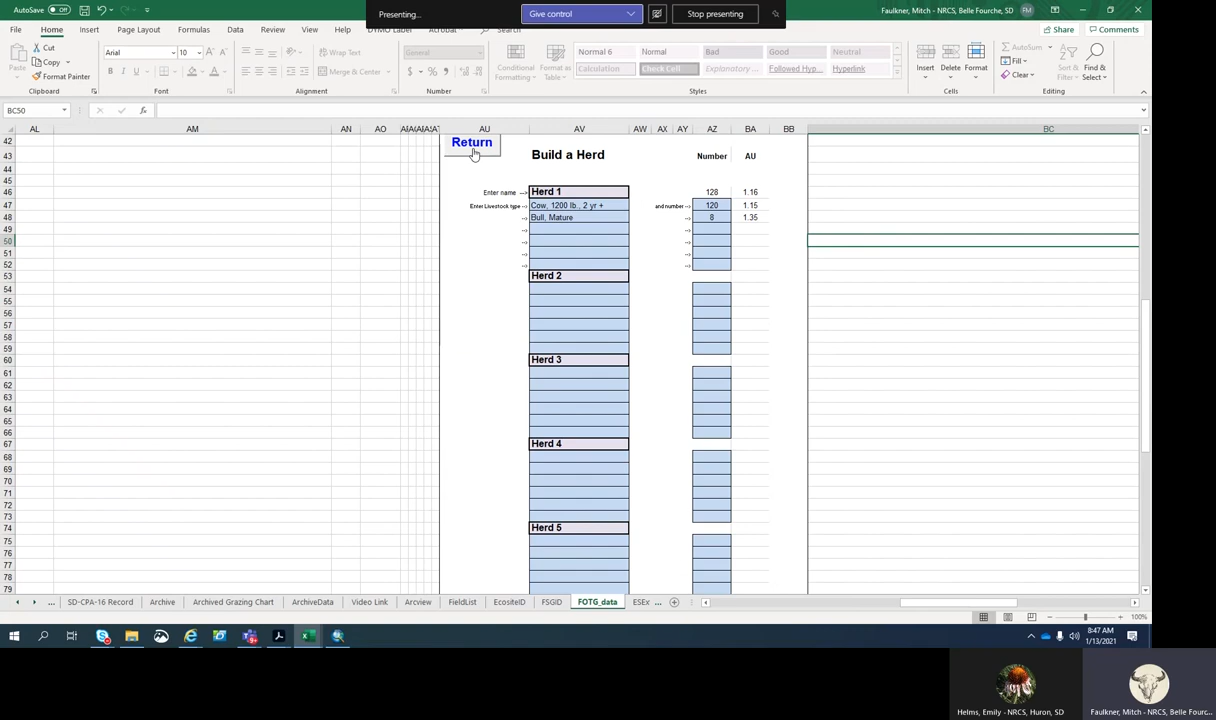 Presenting...
Give control
Stop presenting
AutoSave Off
Faulkner, Mitch - NRCS, Belle Fourche, SD
FM
File Home Insert Page Layout Formulas Data Review View Help DYMO Label Search
Share Comments
Paste
Cut
Copy
Format Painter
Clipboard
Arial 10
B I U
Font
Wrap Text
Merge & Center
Alignment
General
$ % ,
Number
Conditional Formatting
Format as Table
Normal 6 Normal Bad Good Neutral
Calculation Check Cell Explanatory ... Followed Hyp... Hyperlink
Styles
Insert Delete Format
Cells
AutoSum
Fill
Clear
Sort & Filter
Find & Select
Editing
BC50
fx
AL AM AN AO AU AV AW AX AY AZ BA BB BC
42 Return
43 Build a Herd Number AU
44
45
46 Enter name --> Herd 1 128 1.16
47 Enter Livestock type --> Cow, 1200 lb., 2 yr + and number --> 120 1.15
48 --> Bull, Mature --> 8 1.35
49 --> -->
50 --> -->
51 --> -->
52 --> -->
53 Herd 2
54
55
56
57
58
59
60 Herd 3
61
62
63
64
65
66
67 Herd 4
68
69
70
71
72
73
74 Herd 5
75
76
77
78
79
... SD-CPA-16 Record Archive Archived Grazing Chart ArchiveData Video Link Arcview FieldList EcositeID FSGID FOTG_data ESEx ...
100%
8:47 AM
1/13/2021
Helms, Emily - NRCS, Huron, SD
Faulkner, Mitch - NRCS, Belle Fourc...